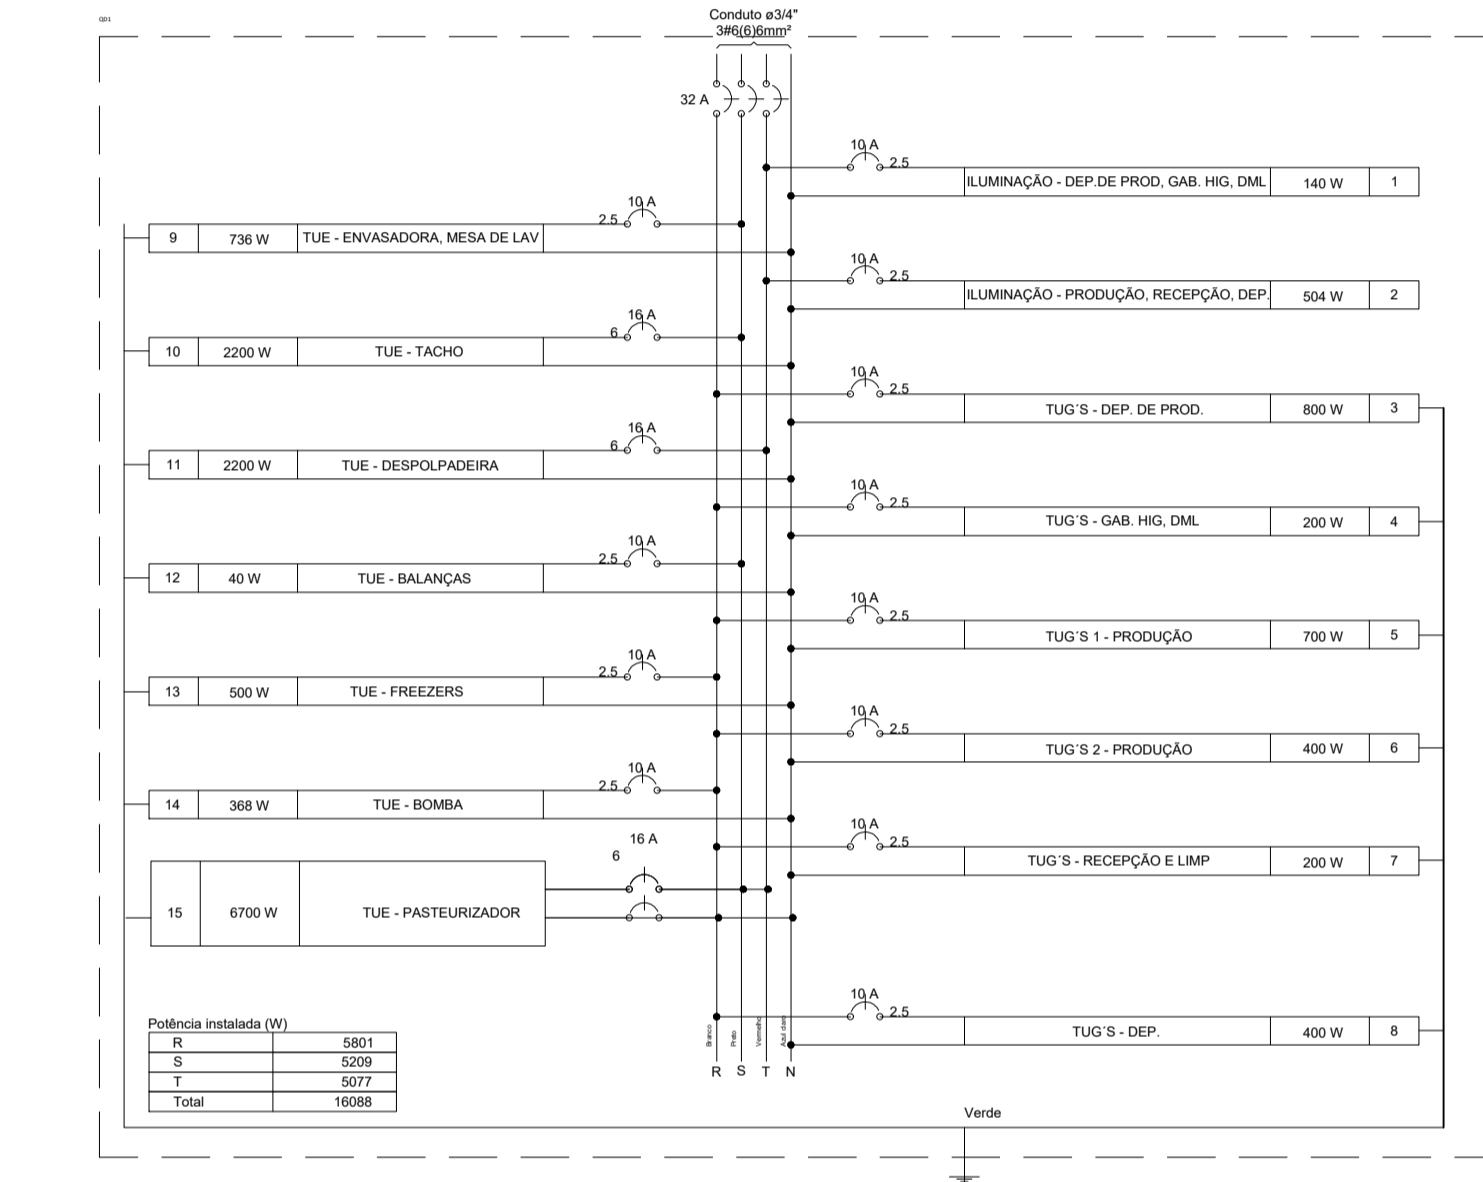 QD1
Conduto ø3/4"
3#6(6)6mm²
32 A
10 A
2.5
ILUMINAÇÃO - DEP.DE PROD, GAB. HIG, DML 140 W 1
10 A
2.5
9 736 W TUE - ENVASADORA, MESA DE LAV
10 A
2.5
ILUMINAÇÃO - PRODUÇÃO, RECEPÇÃO, DEP. 504 W 2
16 A
6
10 2200 W TUE - TACHO
10 A
2.5
TUG´S - DEP. DE PROD. 800 W 3
16 A
6
11 2200 W TUE - DESPOLPADEIRA
10 A
2.5
TUG´S - GAB. HIG, DML 200 W 4
10 A
2.5
12 40 W TUE - BALANÇAS
10 A
2.5
TUG´S 1 - PRODUÇÃO 700 W 5
10 A
2.5
13 500 W TUE - FREEZERS
10 A
2.5
TUG´S 2 - PRODUÇÃO 400 W 6
10 A
2.5
14 368 W TUE - BOMBA
10 A
2.5
TUG´S - RECEPÇÃO E LIMP 200 W 7
16 A
6
15 6700 W TUE - PASTEURIZADOR
10 A
2.5
TUG´S - DEP. 400 W 8
Branco
Preto
Vermelho
Azul claro
R S T N
Potência instalada (W)
R 5801
S 5209
T 5077
Total 16088
Verde